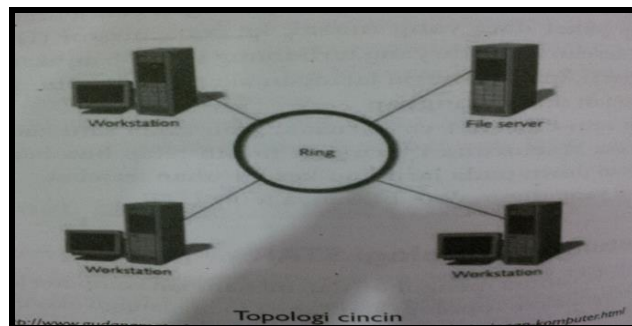 Workstation
File server
Ring
Workstation
Workstation
Topologi cincin
komputer.html